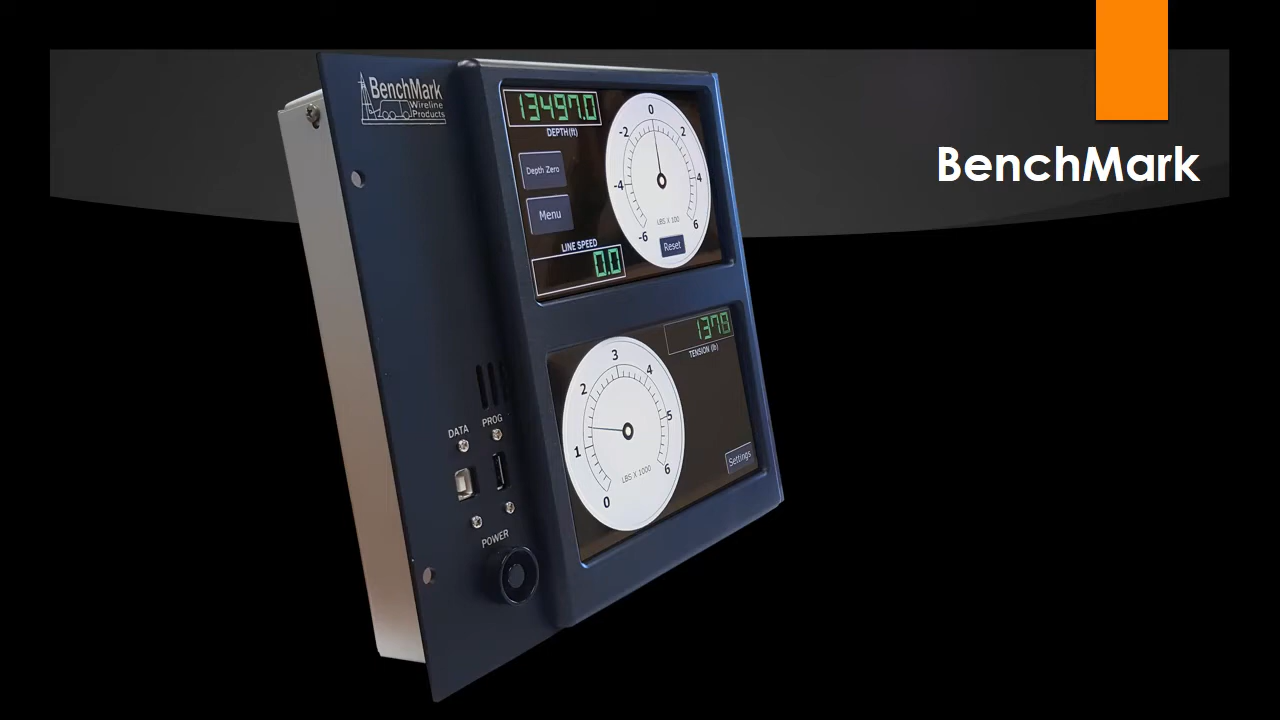 BenchMark
BenchMark
Wireline
Products
13497.0
DEPTH (ft)
Depth Zero
Menu
LINE SPEED
0.0
-6
-4
-2
0
2
4
6
LBS X 100
Reset
1378
TENSION (lb)
0
1
2
3
4
5
6
LBS X 1000
Settings
DATA
PROG
POWER